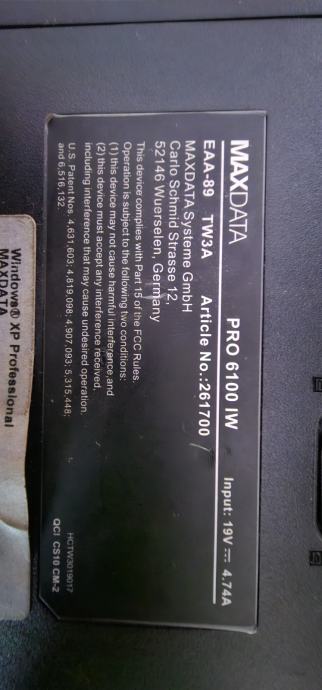 MAXDATA PRO 6100 IW Input: 19V ⎓ 4.74A
EAA-89 TW3A Article No.:261700
MAXDATA Systeme GmbH
Carlo Schmid Strasse 12,
52146 Wuerselen, Germany
This device complies with Part 15 of the FCC Rules.
Operation is subject to the following two conditions:
(1) this device may not cause harmful interference,and
(2) this device must accept any interference received,
including interference that may cause undesired operation.
U.S. Patent Nos. 4,631,603; 4,819,098; 4,907,093; 5,315,448;
and 6,516,132.
HCTW3019017
QCI CS10 CM-2
Windows® XP Professional
MAXDATA